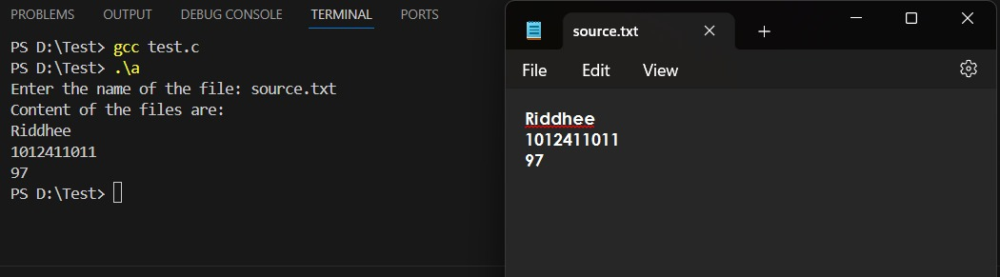 PROBLEMS OUTPUT DEBUG CONSOLE TERMINAL PORTS
PS D:\Test> gcc test.c
PS D:\Test> .\a
Enter the name of the file: source.txt
Content of the files are:
Riddhee
1012411011
97
PS D:\Test>
source.txt
File Edit View
Riddhee
1012411011
97